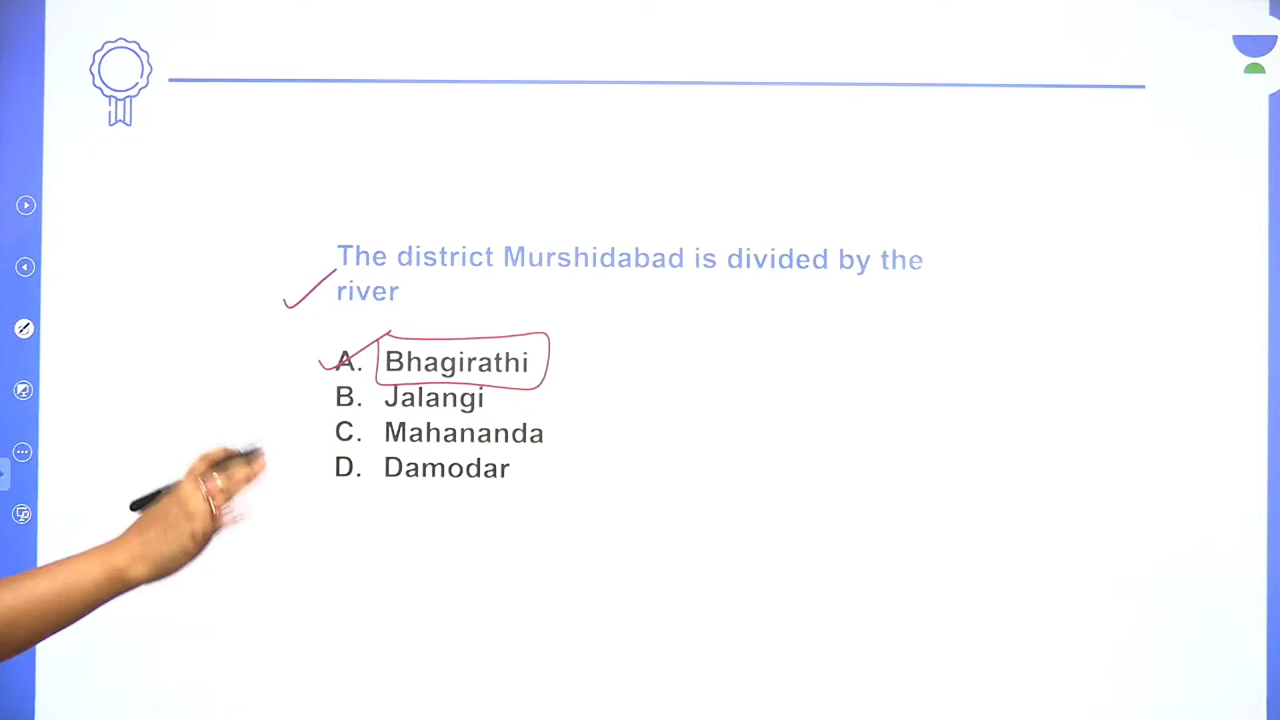 The district Murshidabad is divided by the
river
A. Bhagirathi
B. Jalangi
C. Mahananda
D. Damodar